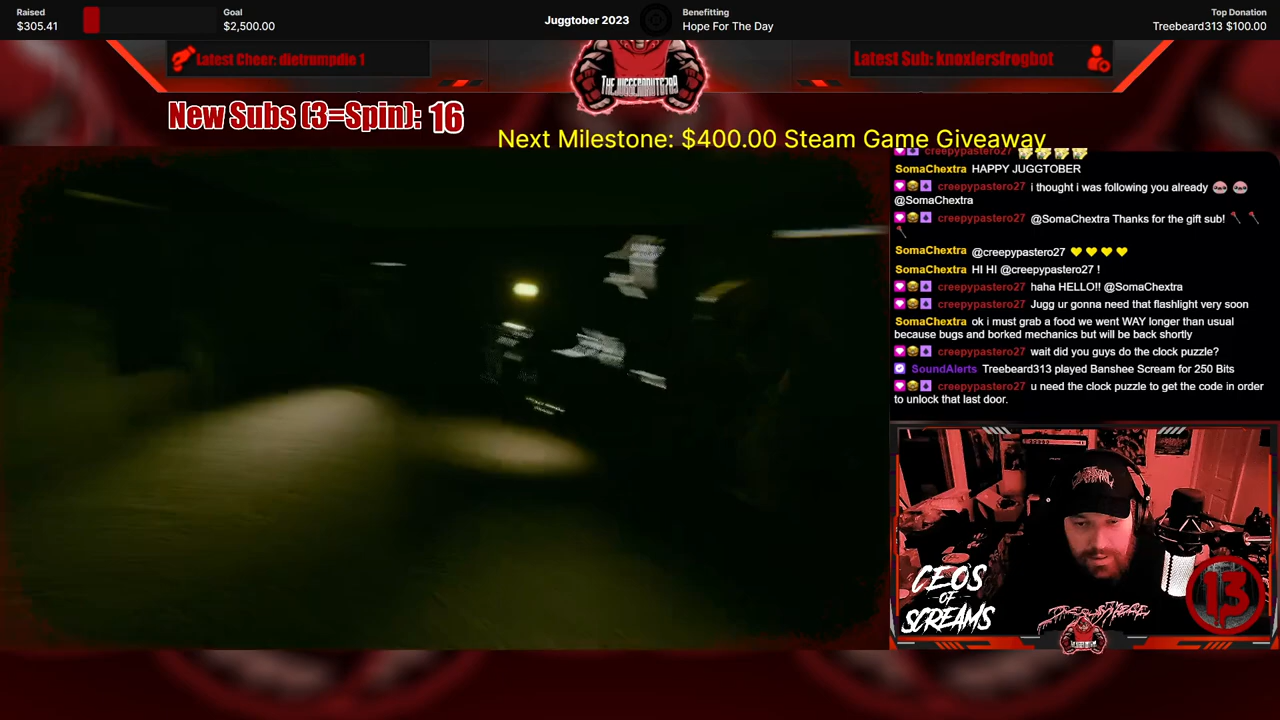 Raised
$305.41
Goal
$2,500.00
Juggtober 2023
Benefitting
Hope For The Day
Top Donation
Treebeard313 $100.00
Latest Cheer: dietrumpdie 1
THEJUGGERNAUT6789
Latest Sub: knoxlersfrogbot
New Subs (3=Spin): 16
Next Milestone: $400.00 Steam Game Giveaway
creepypastero27
SomaChextra HAPPY JUGGTOBER
creepypastero27 i thought i was following you already
@SomaChextra
creepypastero27 @SomaChextra Thanks for the gift sub!
SomaChextra @creepypastero27
SomaChextra HI HI @creepypastero27 !
creepypastero27 haha HELLO!! @SomaChextra
creepypastero27 Jugg ur gonna need that flashlight very soon
SomaChextra ok i must grab a food we went WAY longer than usual
because bugs and borked mechanics but will be back shortly
creepypastero27 wait did you guys do the clock puzzle?
SoundAlerts Treebeard313 played Banshee Scream for 250 Bits
creepypastero27 u need the clock puzzle to get the code in order
to unlock that last door.
CEOS
OF
SCREAMS
13